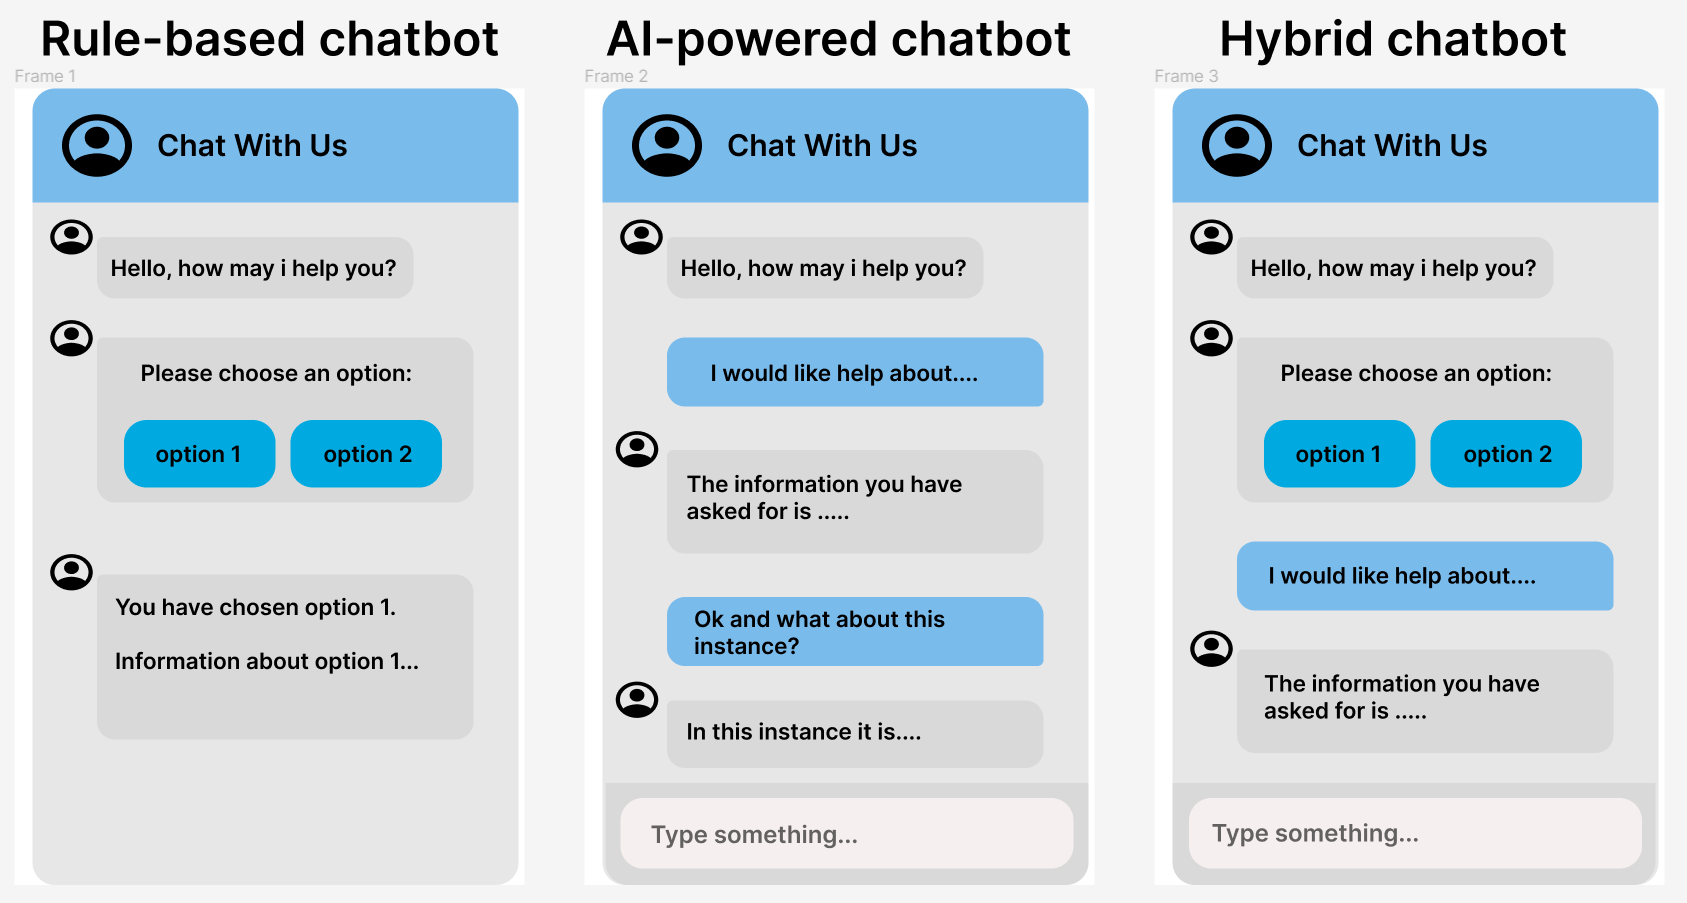 Rule-based chatbot
Frame 1
Chat With Us
Hello, how may i help you?
Please choose an option:
option 1
option 2
You have chosen option 1.
Information about option 1...
AI-powered chatbot
Frame 2
Chat With Us
Hello, how may i help you?
I would like help about....
The information you have
asked for is .....
Ok and what about this
instance?
In this instance it is....
Type something...
Hybrid chatbot
Frame 3
Chat With Us
Hello, how may i help you?
Please choose an option:
option 1
option 2
I would like help about....
The information you have
asked for is .....
Type something...